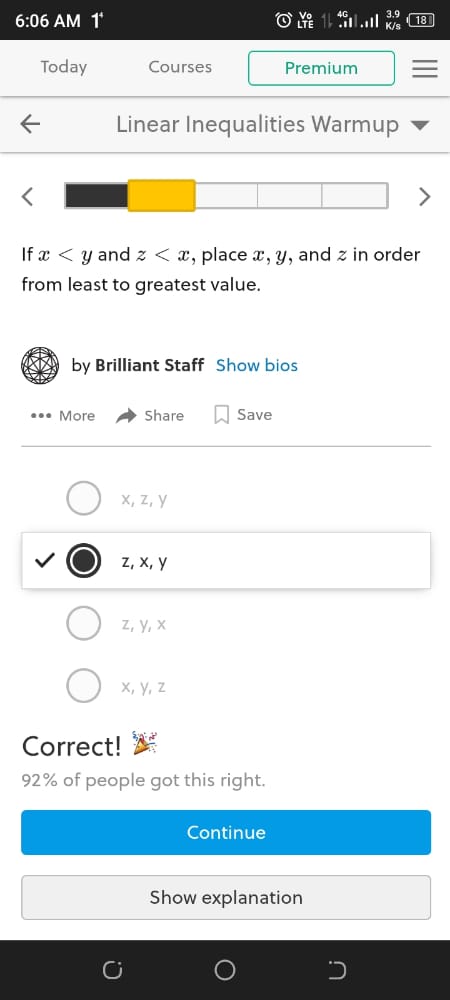 6:06 AM
Vo LTE 4G 3.9 K/s 18
Today Courses Premium
Linear Inequalities Warmup
If x < y and z < x, place x, y, and z in order
from least to greatest value.
by Brilliant Staff Show bios
More Share Save
x, z, y
z, x, y
z, y, x
x, y, z
Correct! 🎉
92% of people got this right.
Continue
Show explanation